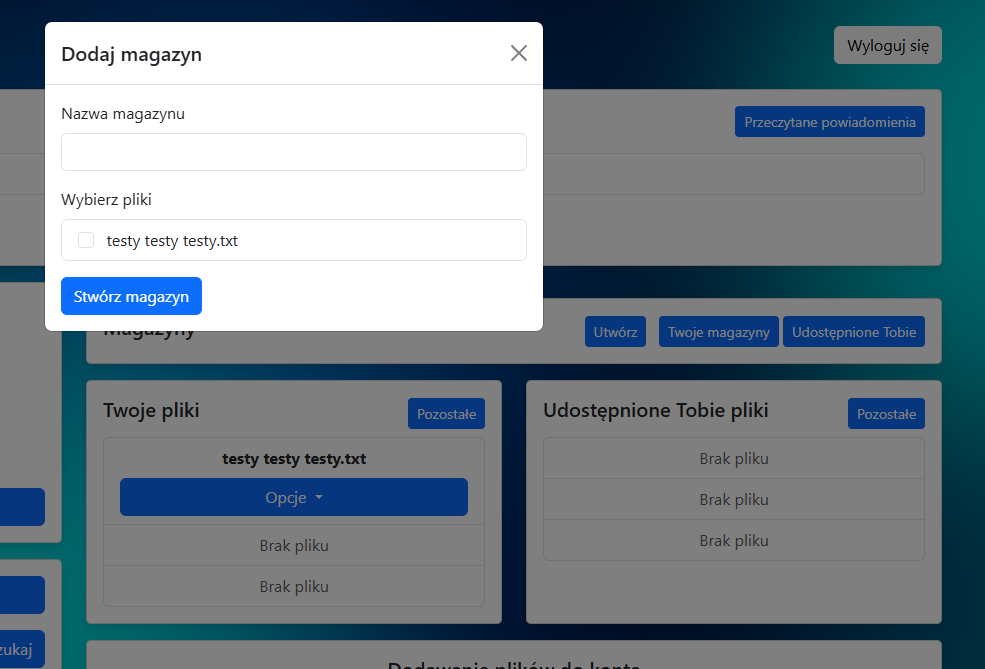 Dodaj magazyn
Wyloguj się
Nazwa magazynu
Przeczytane powiadomienia
Wybierz pliki
testy testy testy.txt
Stwórz magazyn
Magazyny
Utwórz
Twoje magazyny
Udostępnione Tobie
Twoje pliki
Pozostałe
Udostępnione Tobie pliki
Pozostałe
testy testy testy.txt
Opcje
Brak pliku
Brak pliku
Brak pliku
Brak pliku
Brak pliku
zukaj
Dodawanie plików do konta